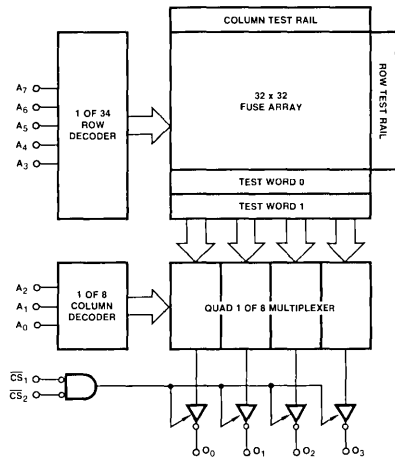 COLUMN TEST RAIL
A7
A6
A5
A4
A3
1 OF 34
ROW
DECODER
32 x 32
FUSE ARRAY
ROW TEST RAIL
TEST WORD 0
TEST WORD 1
A2
A1
A0
1 OF 8
COLUMN
DECODER
QUAD 1 OF 8 MULTIPLEXER
C̅S̅1
C̅S̅2
O0
O1
O2
O3